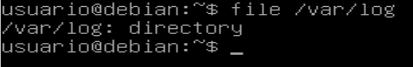 usuario@debian:~$ file /var/log
/var/log: directory
usuario@debian:~$ _